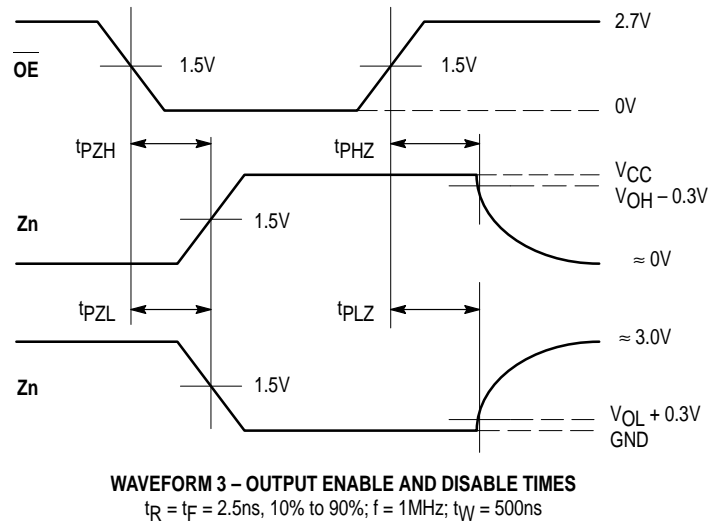 2.7V
OE
1.5V
1.5V
0V
tPZH
tPHZ
VCC
VOH – 0.3V
Zn
1.5V
≈ 0V
tPZL
tPLZ
≈ 3.0V
Zn
1.5V
VOL + 0.3V
GND
WAVEFORM 3 – OUTPUT ENABLE AND DISABLE TIMES
tR = tF = 2.5ns, 10% to 90%; f = 1MHz; tW = 500ns